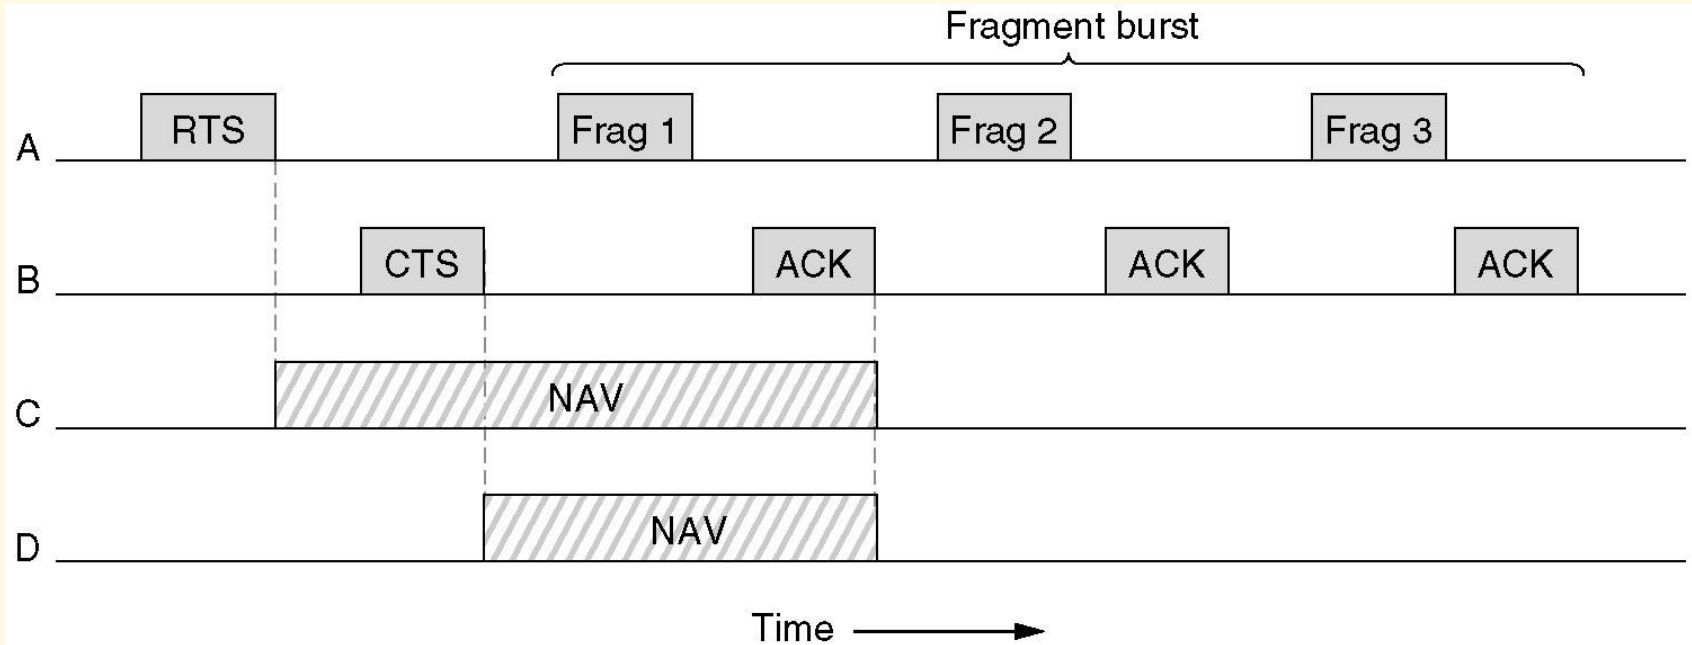 Fragment burst
A RTS Frag 1 Frag 2 Frag 3
B CTS ACK ACK ACK
C NAV
D NAV
Time